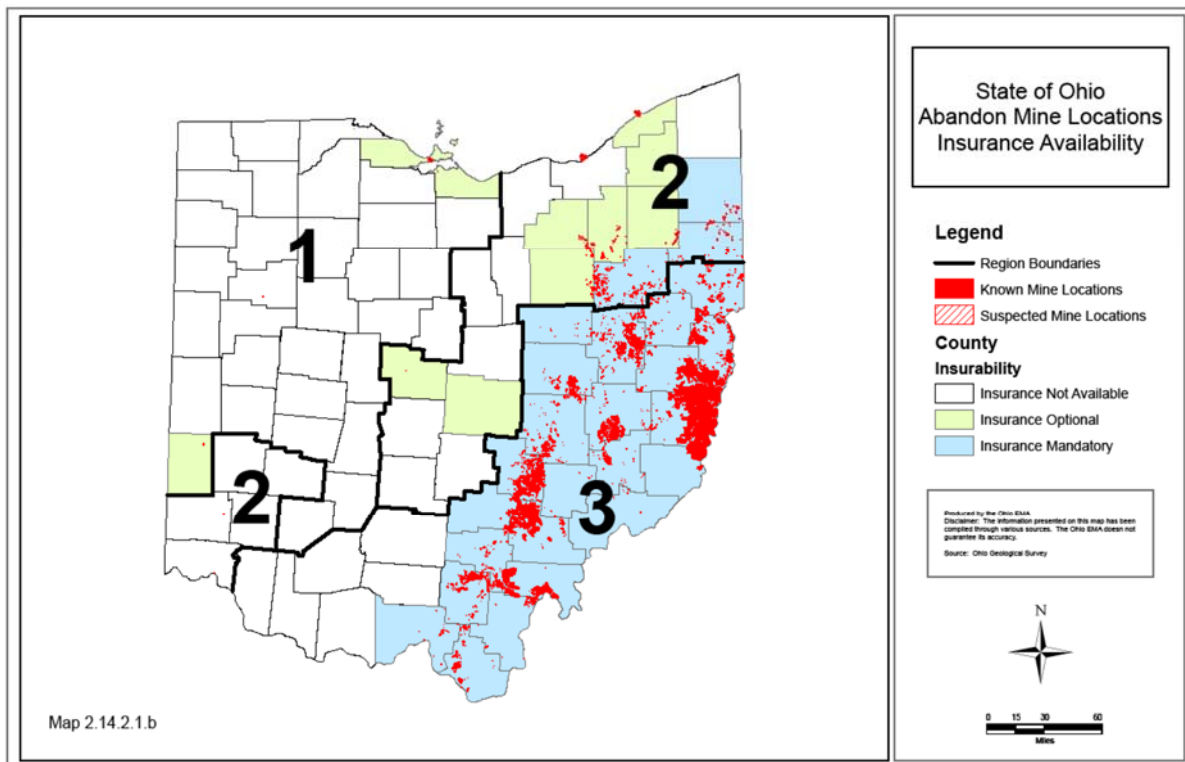 State of Ohio
Abandon Mine Locations
Insurance Availability
Legend
Region Boundaries
Known Mine Locations
Suspected Mine Locations
County
Insurability
Insurance Not Available
Insurance Optional
Insurance Mandatory
Produced by the Ohio EMA
Disclaimer: The information presented on this map has been
compiled through various sources. The Ohio EMA doesn not
guarantee its accuracy.
Source: Ohio Geological Survey
N
0 15 30 60
Miles
1
2
2
3
Map 2.14.2.1.b